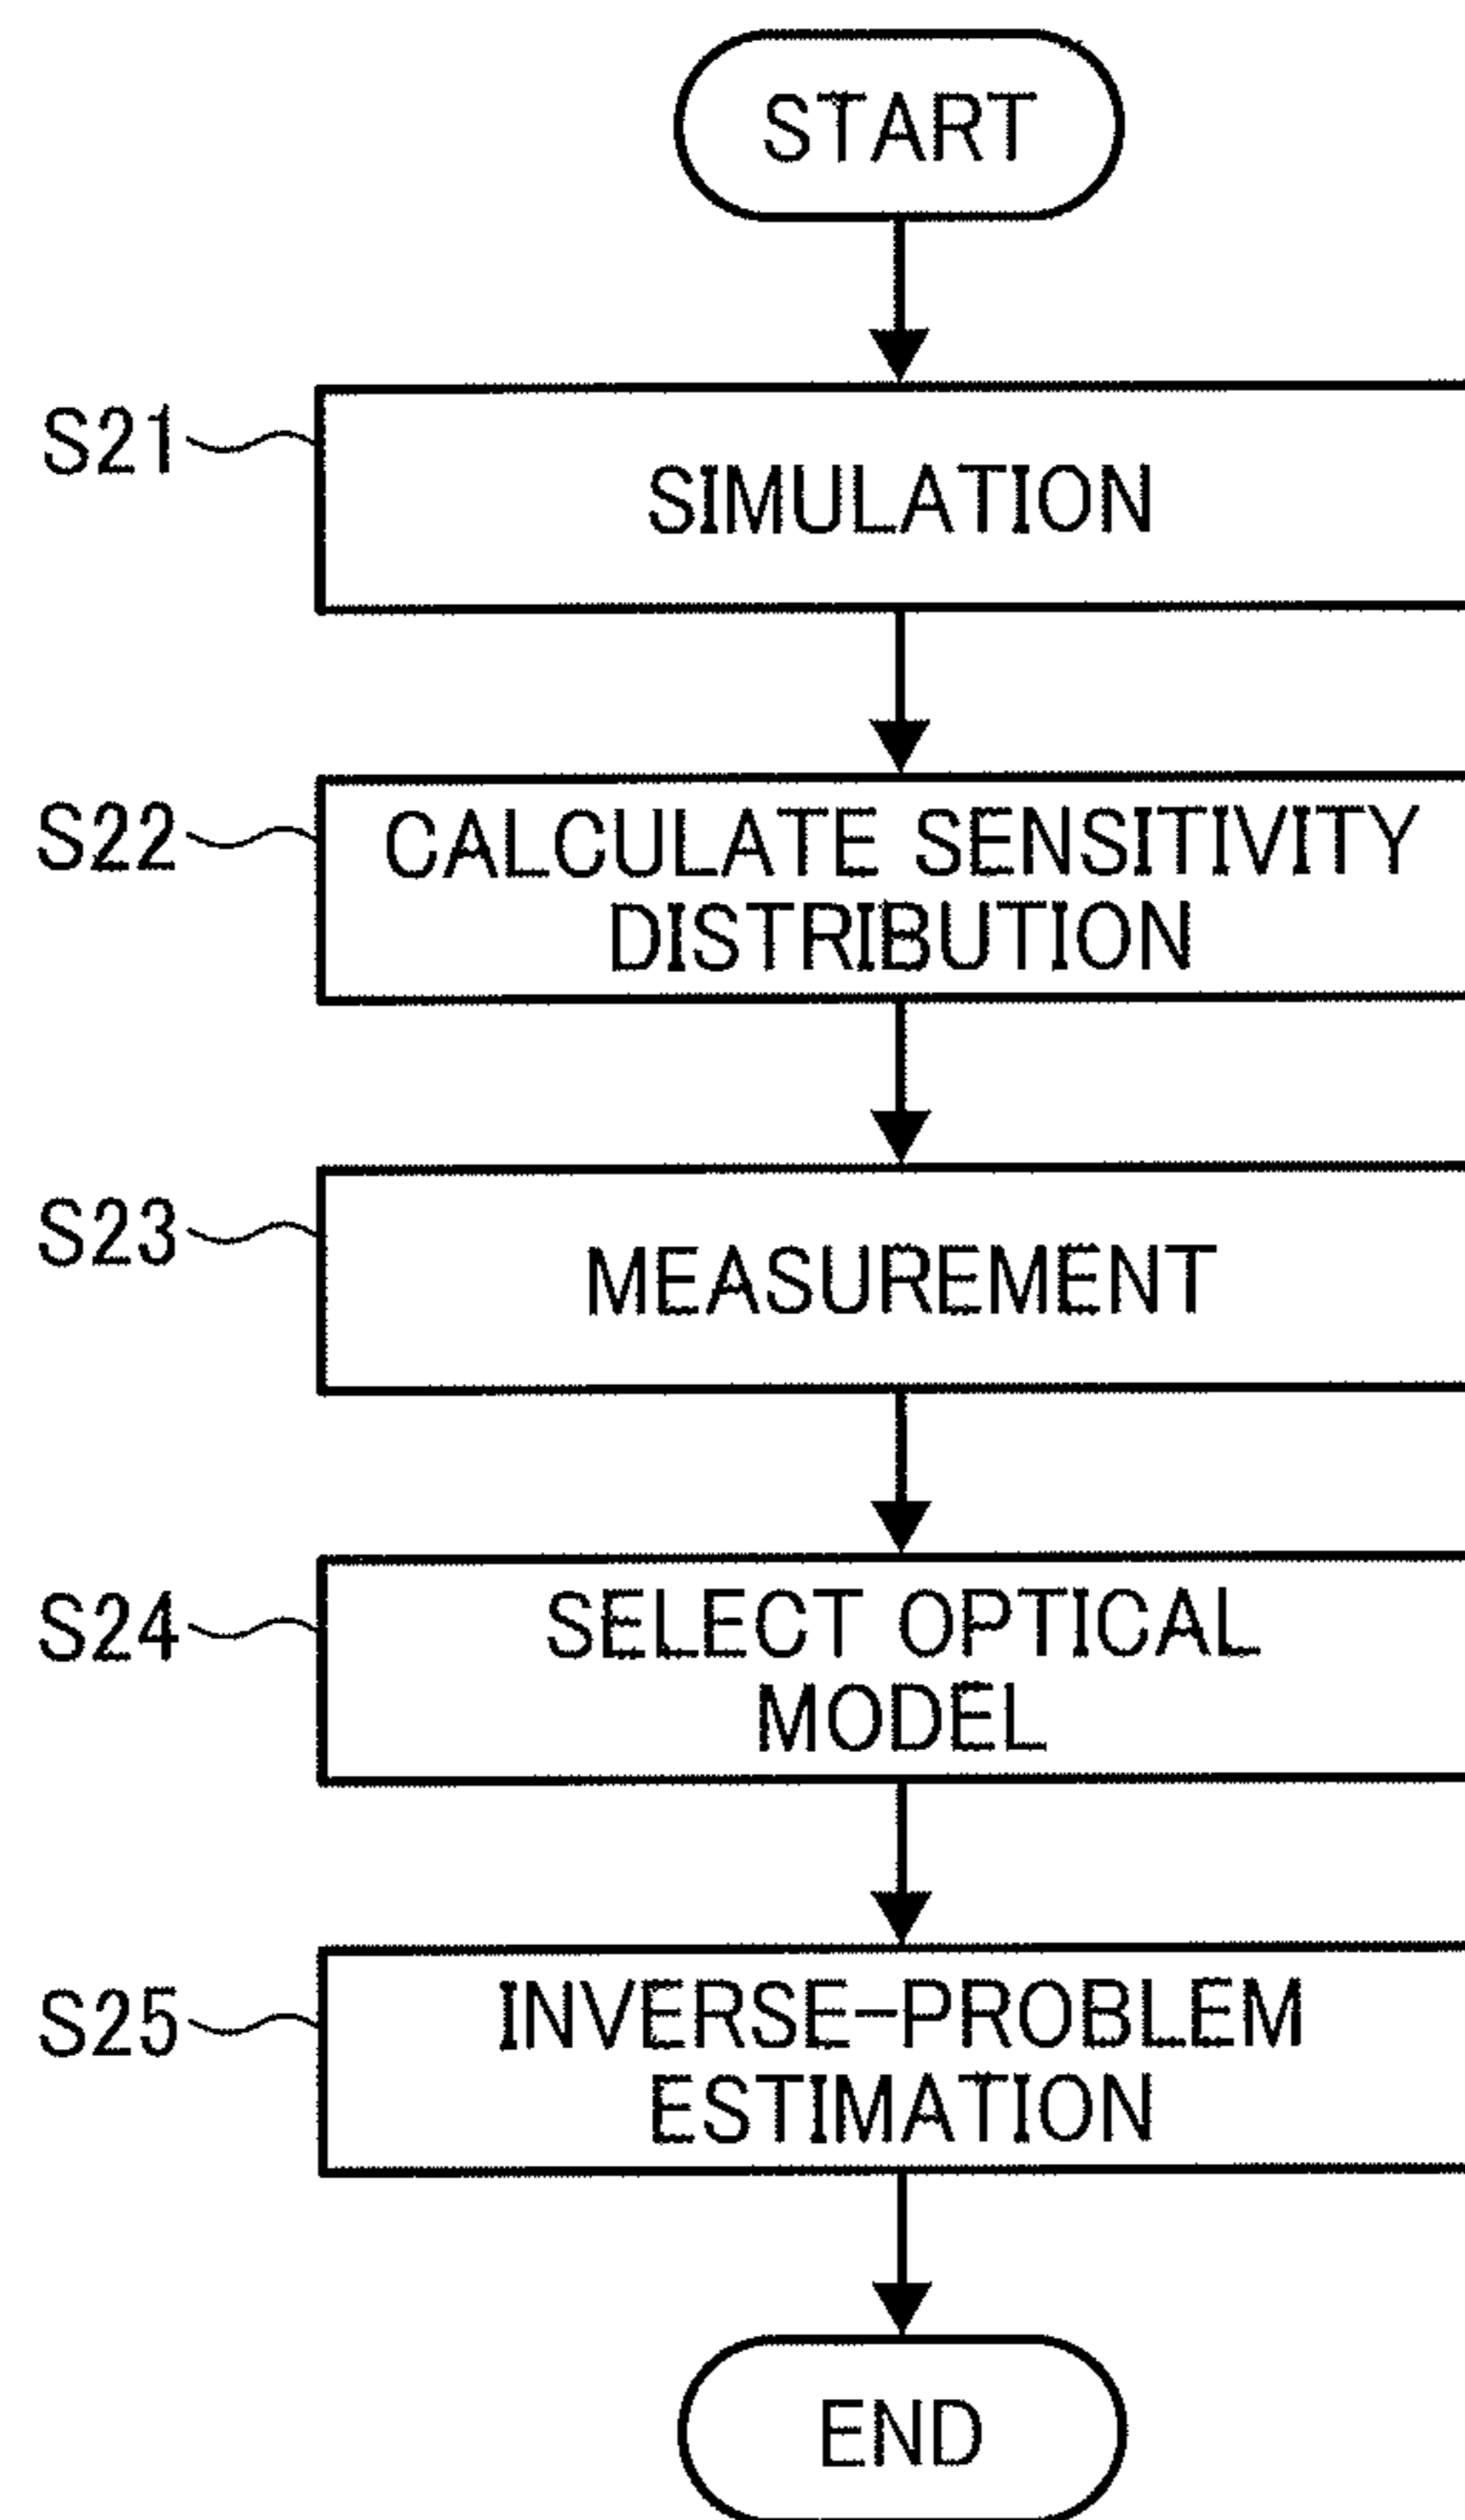 START
S21
SIMULATION
S22
CALCULATE SENSITIVITY
DISTRIBUTION
S23
MEASUREMENT
S24
SELECT OPTICAL
MODEL
S25
INVERSE-PROBLEM
ESTIMATION
END